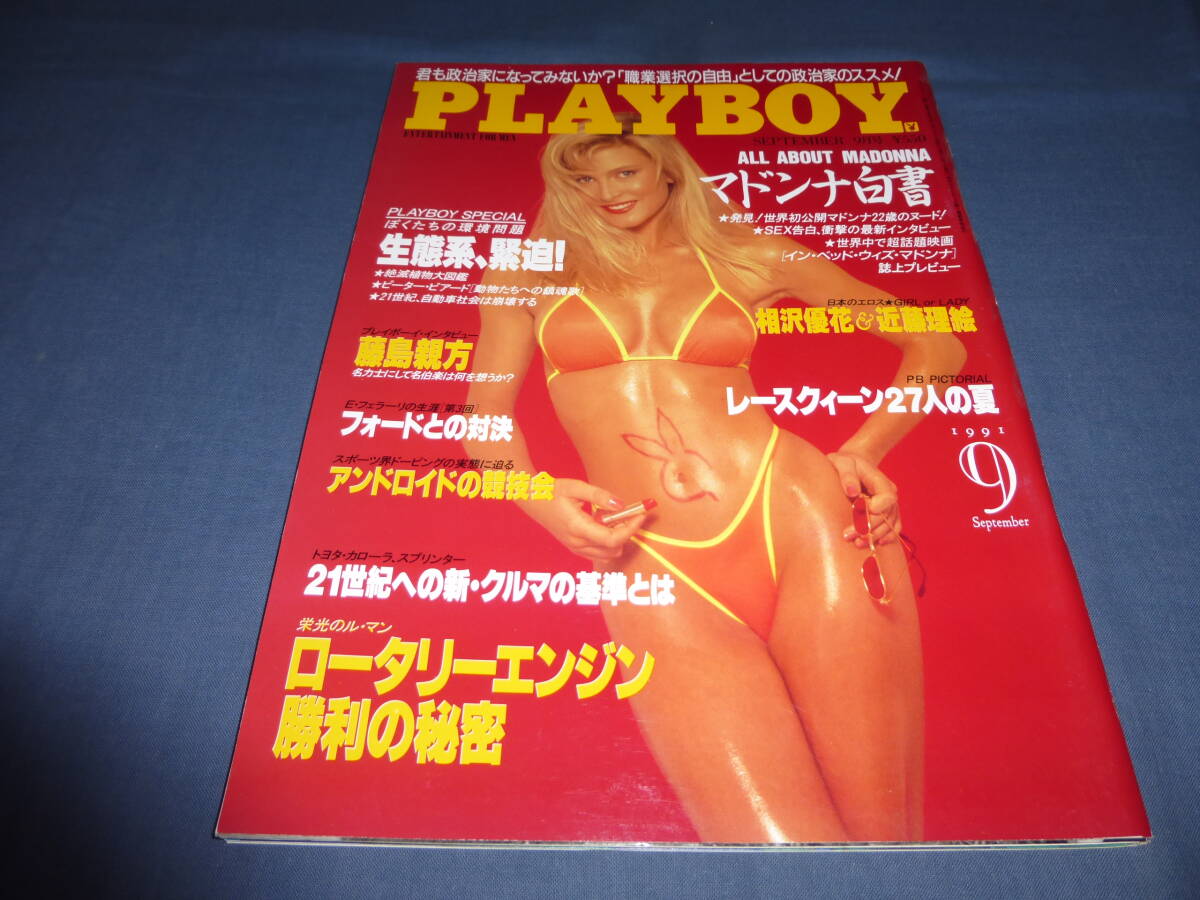 君も政治家になってみないか?「職業選択の自由」としての政治家のススメ!
PLAYBOY
ENTERTAINMENT FOR MEN
SEPTEMBER 9月号 ¥550
ALL ABOUT MADONNA
マドンナ白書
★発見!世界初公開マドンナ22歳のヌード!
★SEX告白、衝撃の最新インタビュー
★世界中で超話題映画
[イン・ベッド・ウィズ・マドンナ]
誌上プレビュー
PLAYBOY SPECIAL
ぼくたちの環境問題
生態系、緊迫!
★絶滅植物大図鑑
★ピーター・ビアード[動物たちへの鎮魂歌]
★21世紀、自動車社会は崩壊する
日本のエロス★GIRL or LADY
相沢優花&近藤理絵
プレイボーイ・インタビュー
藤島親方
名力士にして名伯楽は何を想うか?
PB PICTORIAL
レースクィーン27人の夏
E・フェラーリの生涯[第3回]
フォードとの対決
1991
9
September
スポーツ界ドーピングの実態に迫る
アンドロイドの競技会
トヨタ・カローラ、スプリンター
21世紀への新・クルマの基準とは
栄光のル・マン
ロータリーエンジン
勝利の秘密